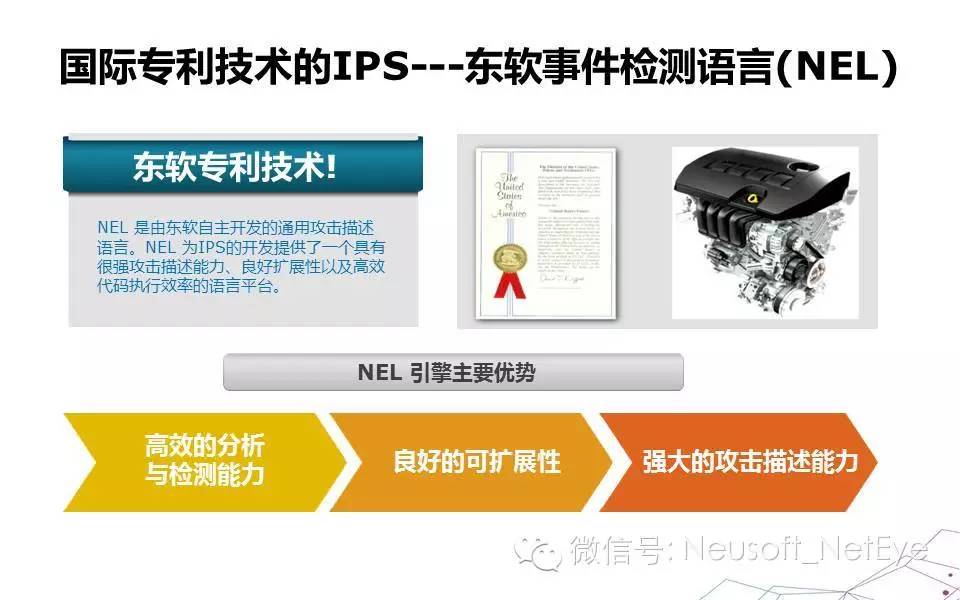 国际专利技术的IPS---东软事件检测语言(NEL)
东软专利技术!
NEL 是由东软自主开发的通用攻击描述
语言。NEL 为IPS的开发提供了一个具有
很强攻击描述能力、良好扩展性以及高效
代码执行效率的语言平台。
The
United
States
of
America
NEL 引擎主要优势
高效的分析
与检测能力
良好的可扩展性
强大的攻击描述能力
微信号: Neusoft_NetEye